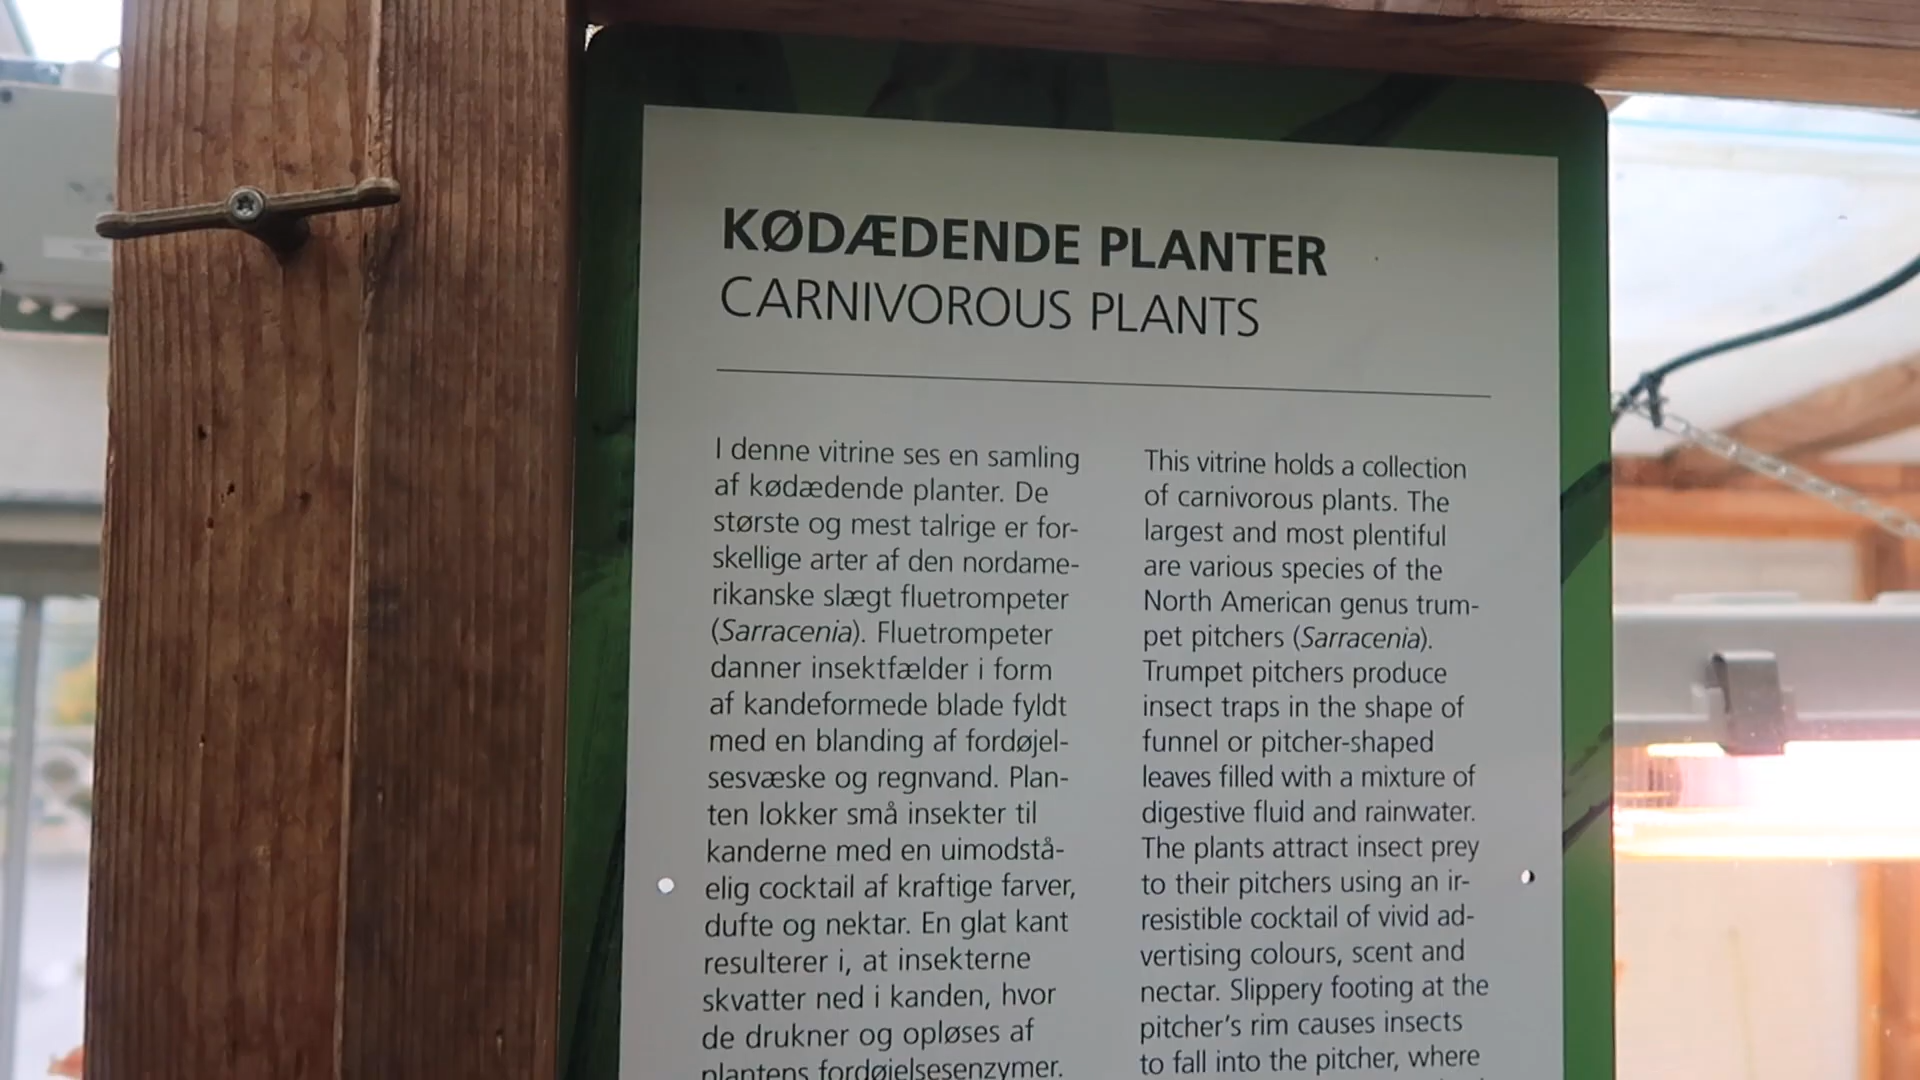 KØDÆDENDE PLANTER
CARNIVOROUS PLANTS
I denne vitrine ses en samling
af kødædende planter. De
største og mest talrige er for-
skellige arter af den nordame-
rikanske slægt fluetrompeter
(Sarracenia). Fluetrompeter
danner insektfælder i form
af kandeformede blade fyldt
med en blanding af fordøjel-
sesvæske og regnvand. Plan-
ten lokker små insekter til
kanderne med en uimodstå-
elig cocktail af kraftige farver,
dufte og nektar. En glat kant
resulterer i, at insekterne
skvatter ned i kanden, hvor
de drukner og opløses af
plantens fordøjelsesenzymer.
This vitrine holds a collection
of carnivorous plants. The
largest and most plentiful
are various species of the
North American genus trum-
pet pitchers (Sarracenia).
Trumpet pitchers produce
insect traps in the shape of
funnel or pitcher-shaped
leaves filled with a mixture of
digestive fluid and rainwater.
The plants attract insect prey
to their pitchers using an ir-
resistible cocktail of vivid ad-
vertising colours, scent and
nectar. Slippery footing at the
pitcher's rim causes insects
to fall into the pitcher, where